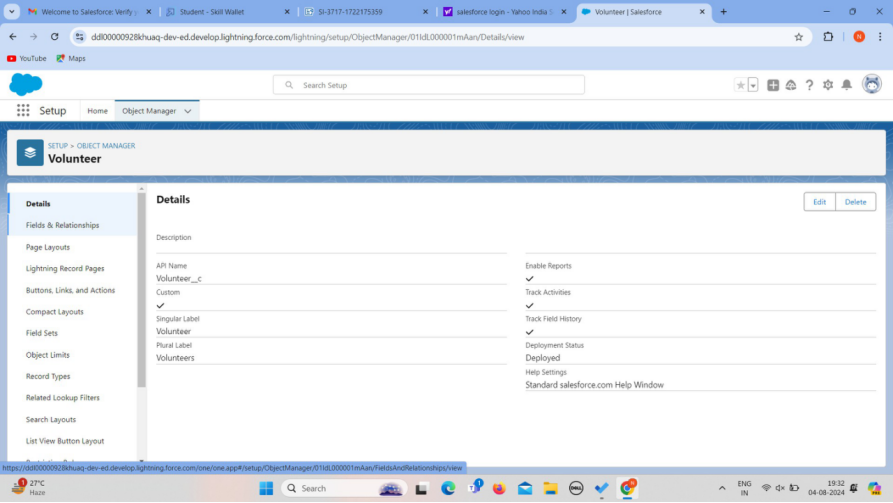 Welcome to Salesforce: Verify y
Student - Skill Wallet
SI-3717-1722175359
salesforce login - Yahoo India S
Volunteer | Salesforce
ddl00000928khuaq-dev-ed.develop.lightning.force.com/lightning/setup/ObjectManager/01IdL000001mAan/Details/view
N
YouTube
Maps
Search Setup
Setup
Home
Object Manager
SETUP > OBJECT MANAGER
Volunteer
Details
Fields & Relationships
Page Layouts
Lightning Record Pages
Buttons, Links, and Actions
Compact Layouts
Field Sets
Object Limits
Record Types
Related Lookup Filters
Search Layouts
List View Button Layout
Details
Edit
Delete
Description
API Name
Volunteer__c
Custom
Singular Label
Volunteer
Plural Label
Volunteers
Enable Reports
Track Activities
Track Field History
Deployment Status
Deployed
Help Settings
Standard salesforce.com Help Window
https://ddl00000928khuaq-dev-ed.develop.lightning.force.com/one/one.app#/setup/ObjectManager/01IdL000001mAan/FieldsAndRelationships/view
1
27°C
Haze
Search
1
DELL
ENG
IN
19:32
04-08-2024